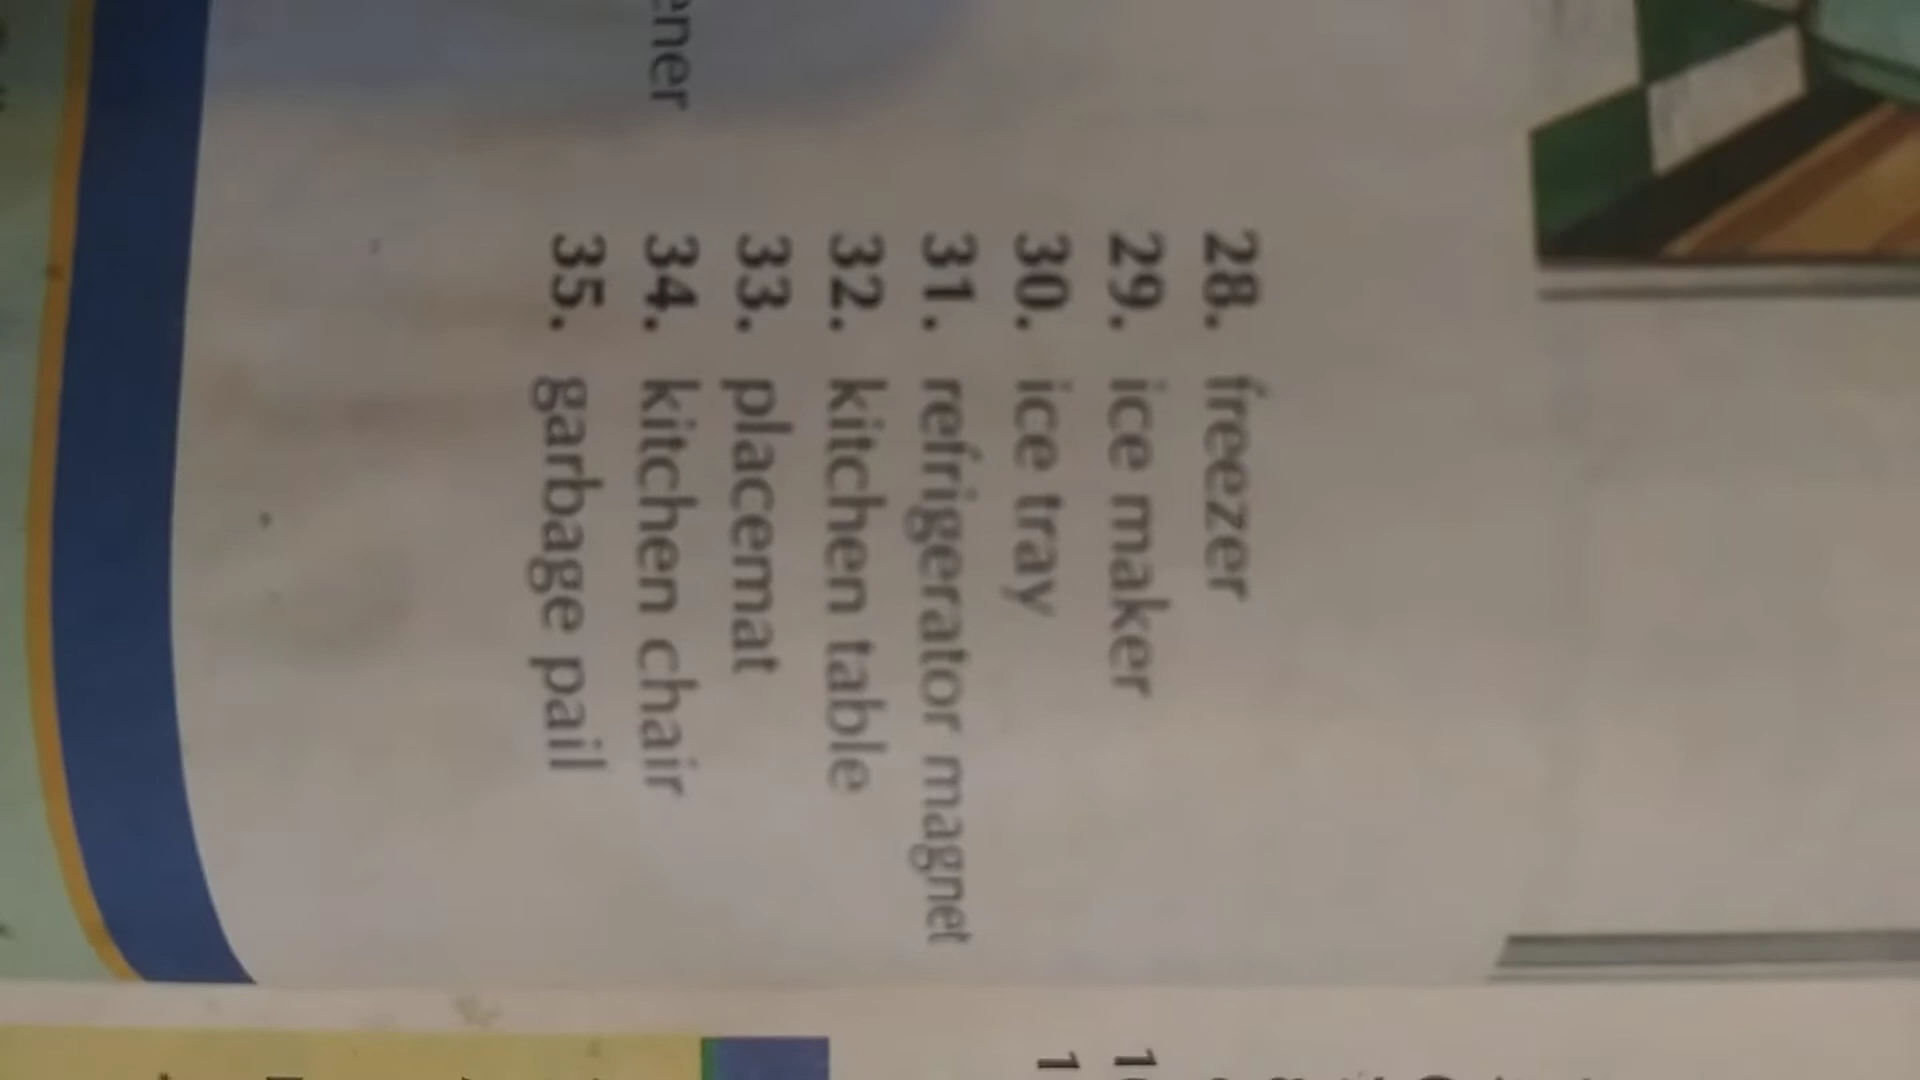 28. freezer
29. ice maker
30. ice tray
31. refrigerator magnet
32. kitchen table
33. placemat
34. kitchen chair
35. garbage pail
ener